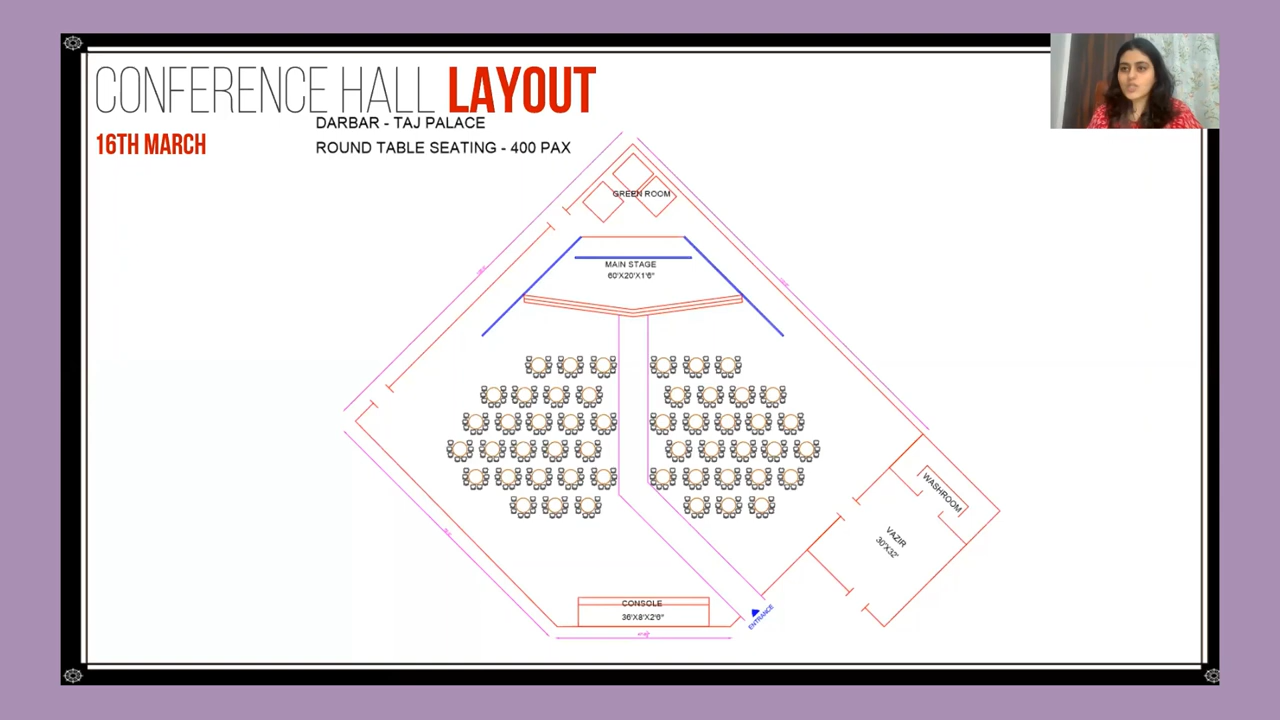 CONFERENCE HALL LAYOUT
16TH MARCH
DARBAR - TAJ PALACE
ROUND TABLE SEATING - 400 PAX
GREEN ROOM
MAIN STAGE
60'X20'X1'6"
WASHROOM
VAZIR
30'X32'
CONSOLE
36'X8'X2'6"
ENTRANCE